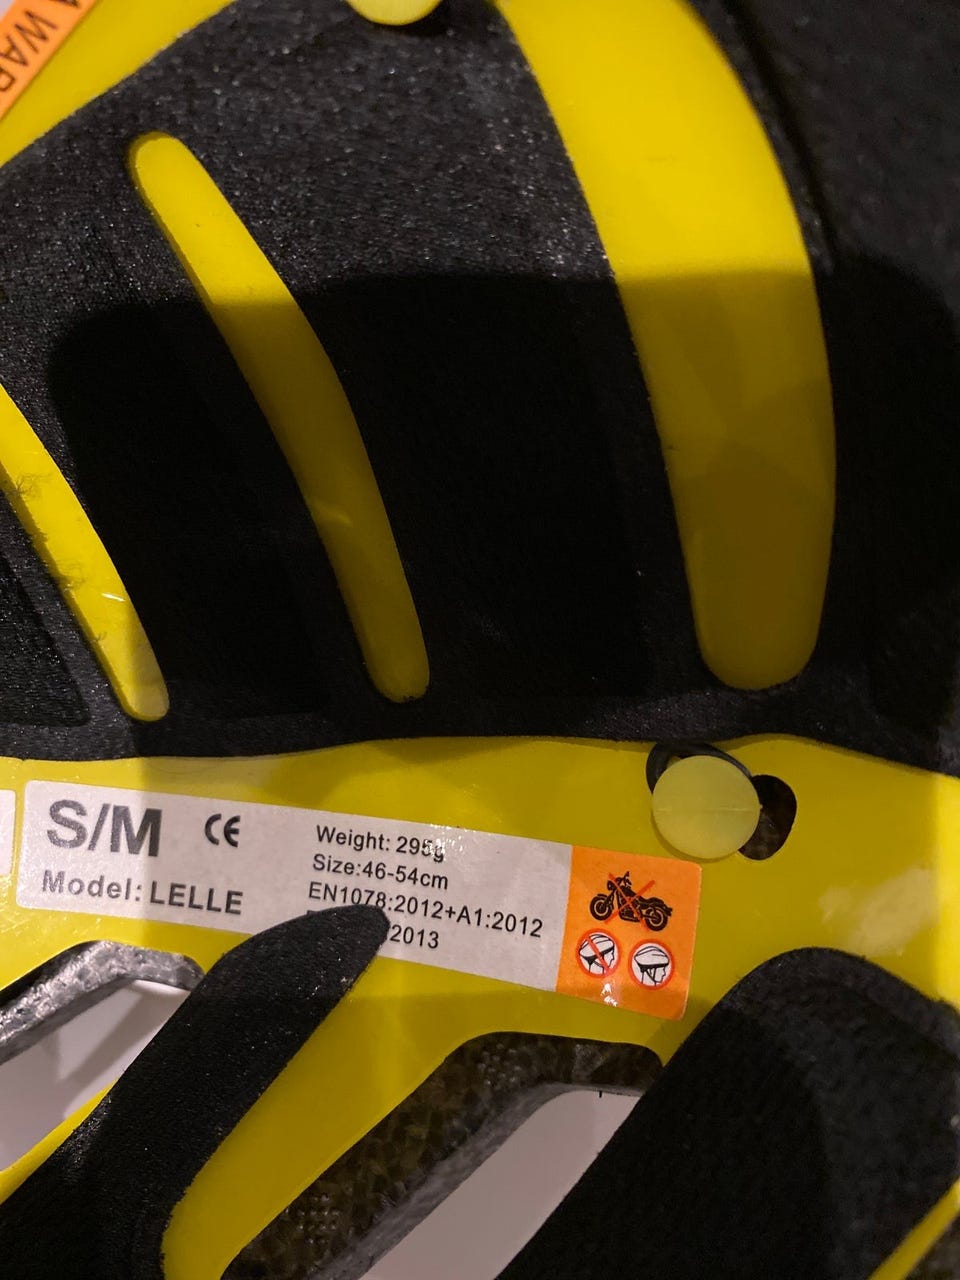 S/M CE
Model: LELLE
Weight: 295g
Size:46-54cm
EN1078:2012+A1:2012
2013